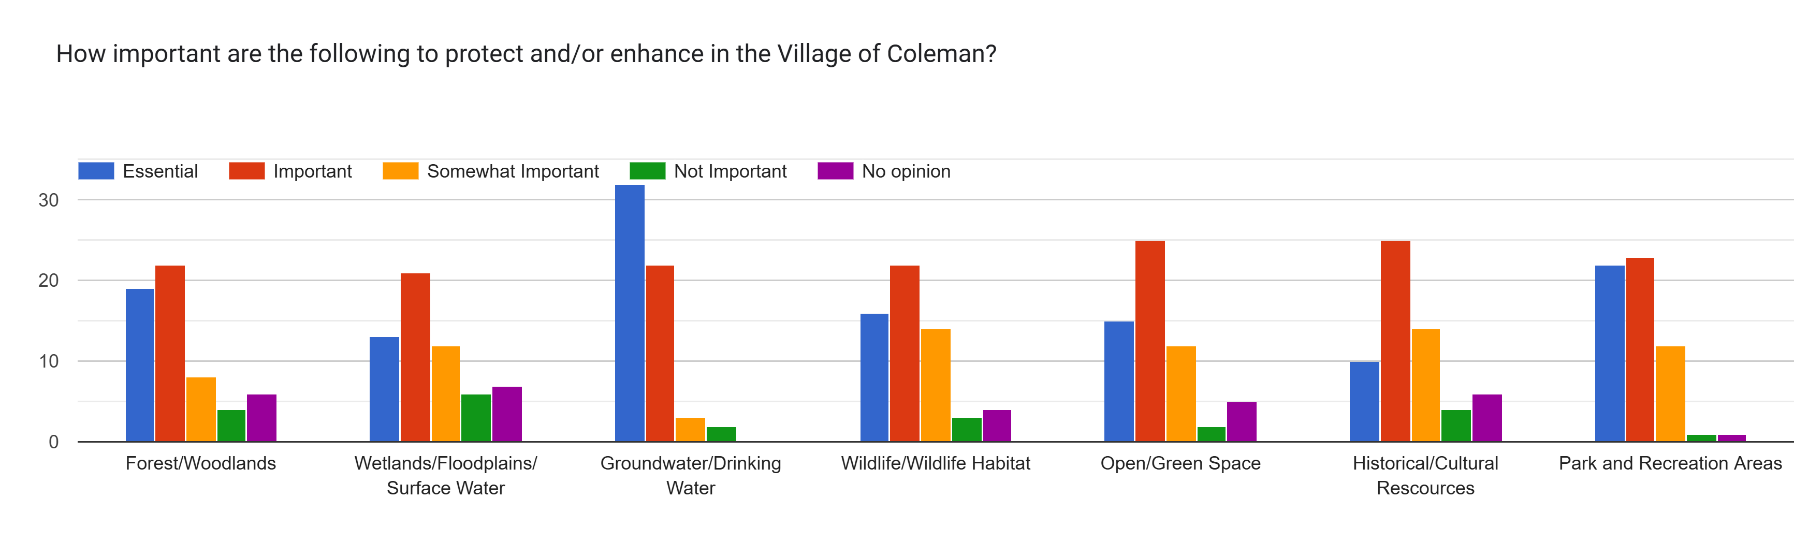 How important are the following to protect and/or enhance in the Village of Coleman?
Essential Important Somewhat Important Not Important No opinion
30
20
10
0
Forest/Woodlands
Wetlands/Floodplains/
Surface Water
Groundwater/Drinking
Water
Wildlife/Wildlife Habitat
Open/Green Space
Historical/Cultural
Rescources
Park and Recreation Areas